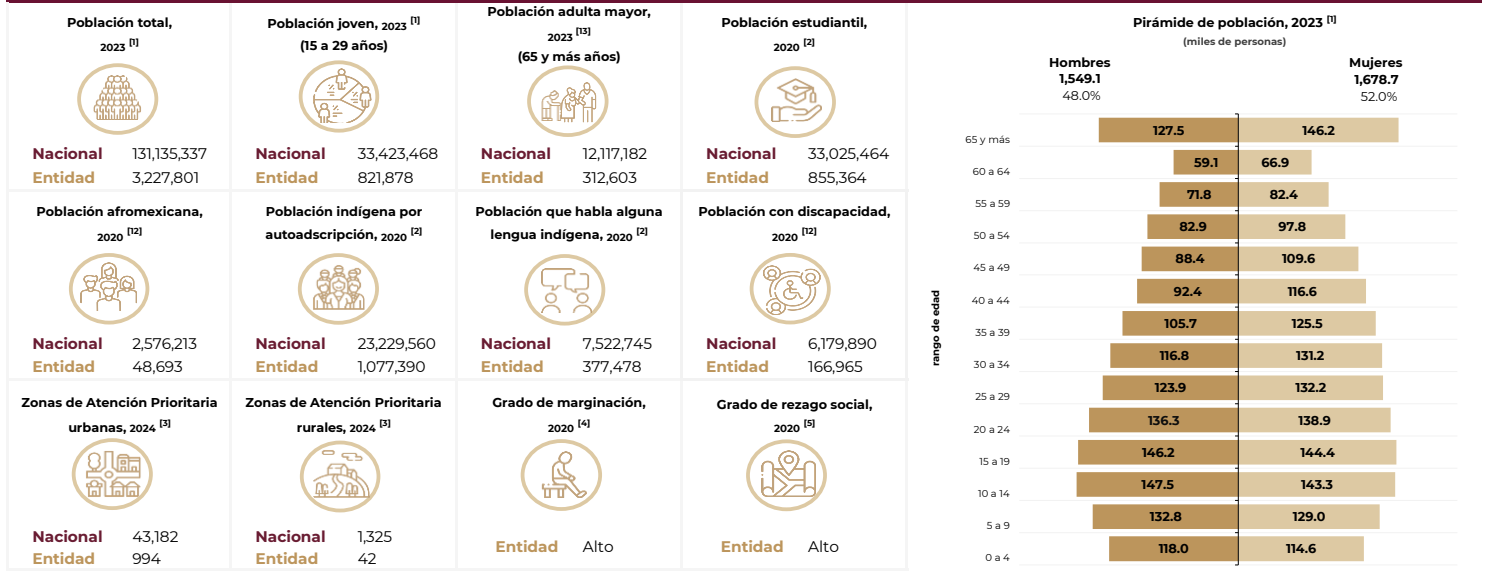 Población total,
2023 [1]
Nacional 131,135,337
Entidad 3,227,801
Población joven, 2023 [1]
(15 a 29 años)
Nacional 33,423,468
Entidad 821,878
Población adulta mayor,
2023 [13]
(65 y más años)
Nacional 12,117,182
Entidad 312,603
Población estudiantil,
2020 [2]
Nacional 33,025,464
Entidad 855,364
Población afromexicana,
2020 [12]
Nacional 2,576,213
Entidad 48,693
Población indígena por
autoadscripción, 2020 [2]
Nacional 23,229,560
Entidad 1,077,390
Población que habla alguna
lengua indígena, 2020 [2]
Nacional 7,522,745
Entidad 377,478
Población con discapacidad,
2020 [12]
Nacional 6,179,890
Entidad 166,965
Zonas de Atención Prioritaria
urbanas, 2024 [3]
Nacional 43,182
Entidad 994
Zonas de Atención Prioritaria
rurales, 2024 [3]
Nacional 1,325
Entidad 42
Grado de marginación,
2020 [4]
Entidad Alto
Grado de rezago social,
2020 [5]
Entidad Alto
Pirámide de población, 2023 [1]
(miles de personas)
Hombres Mujeres
1,549.1 1,678.7
48.0% 52.0%
rango de edad
65 y más 127.5 146.2
60 a 64 59.1 66.9
55 a 59 71.8 82.4
50 a 54 82.9 97.8
45 a 49 88.4 109.6
40 a 44 92.4 116.6
35 a 39 105.7 125.5
30 a 34 116.8 131.2
25 a 29 123.9 132.2
20 a 24 136.3 138.9
15 a 19 146.2 144.4
10 a 14 147.5 143.3
5 a 9 132.8 129.0
0 a 4 118.0 114.6